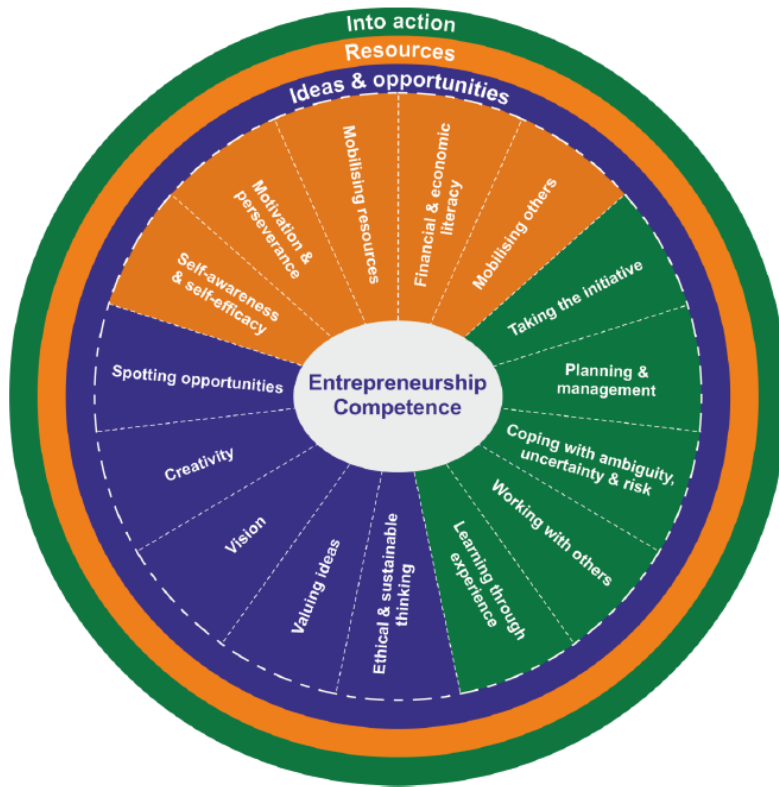 Into action
Resources
Ideas & opportunities
Self-awareness
& self-efficacy
Motivation &
perseverance
Mobilising resources
Financial & economic
literacy
Mobilising others
Taking the initiative
Planning &
management
Coping with ambiguity,
uncertainty & risk
Working with others
Learning through
experience
Ethical & sustainable
thinking
Valuing ideas
Vision
Creativity
Spotting opportunities
Entrepreneurship
Competence